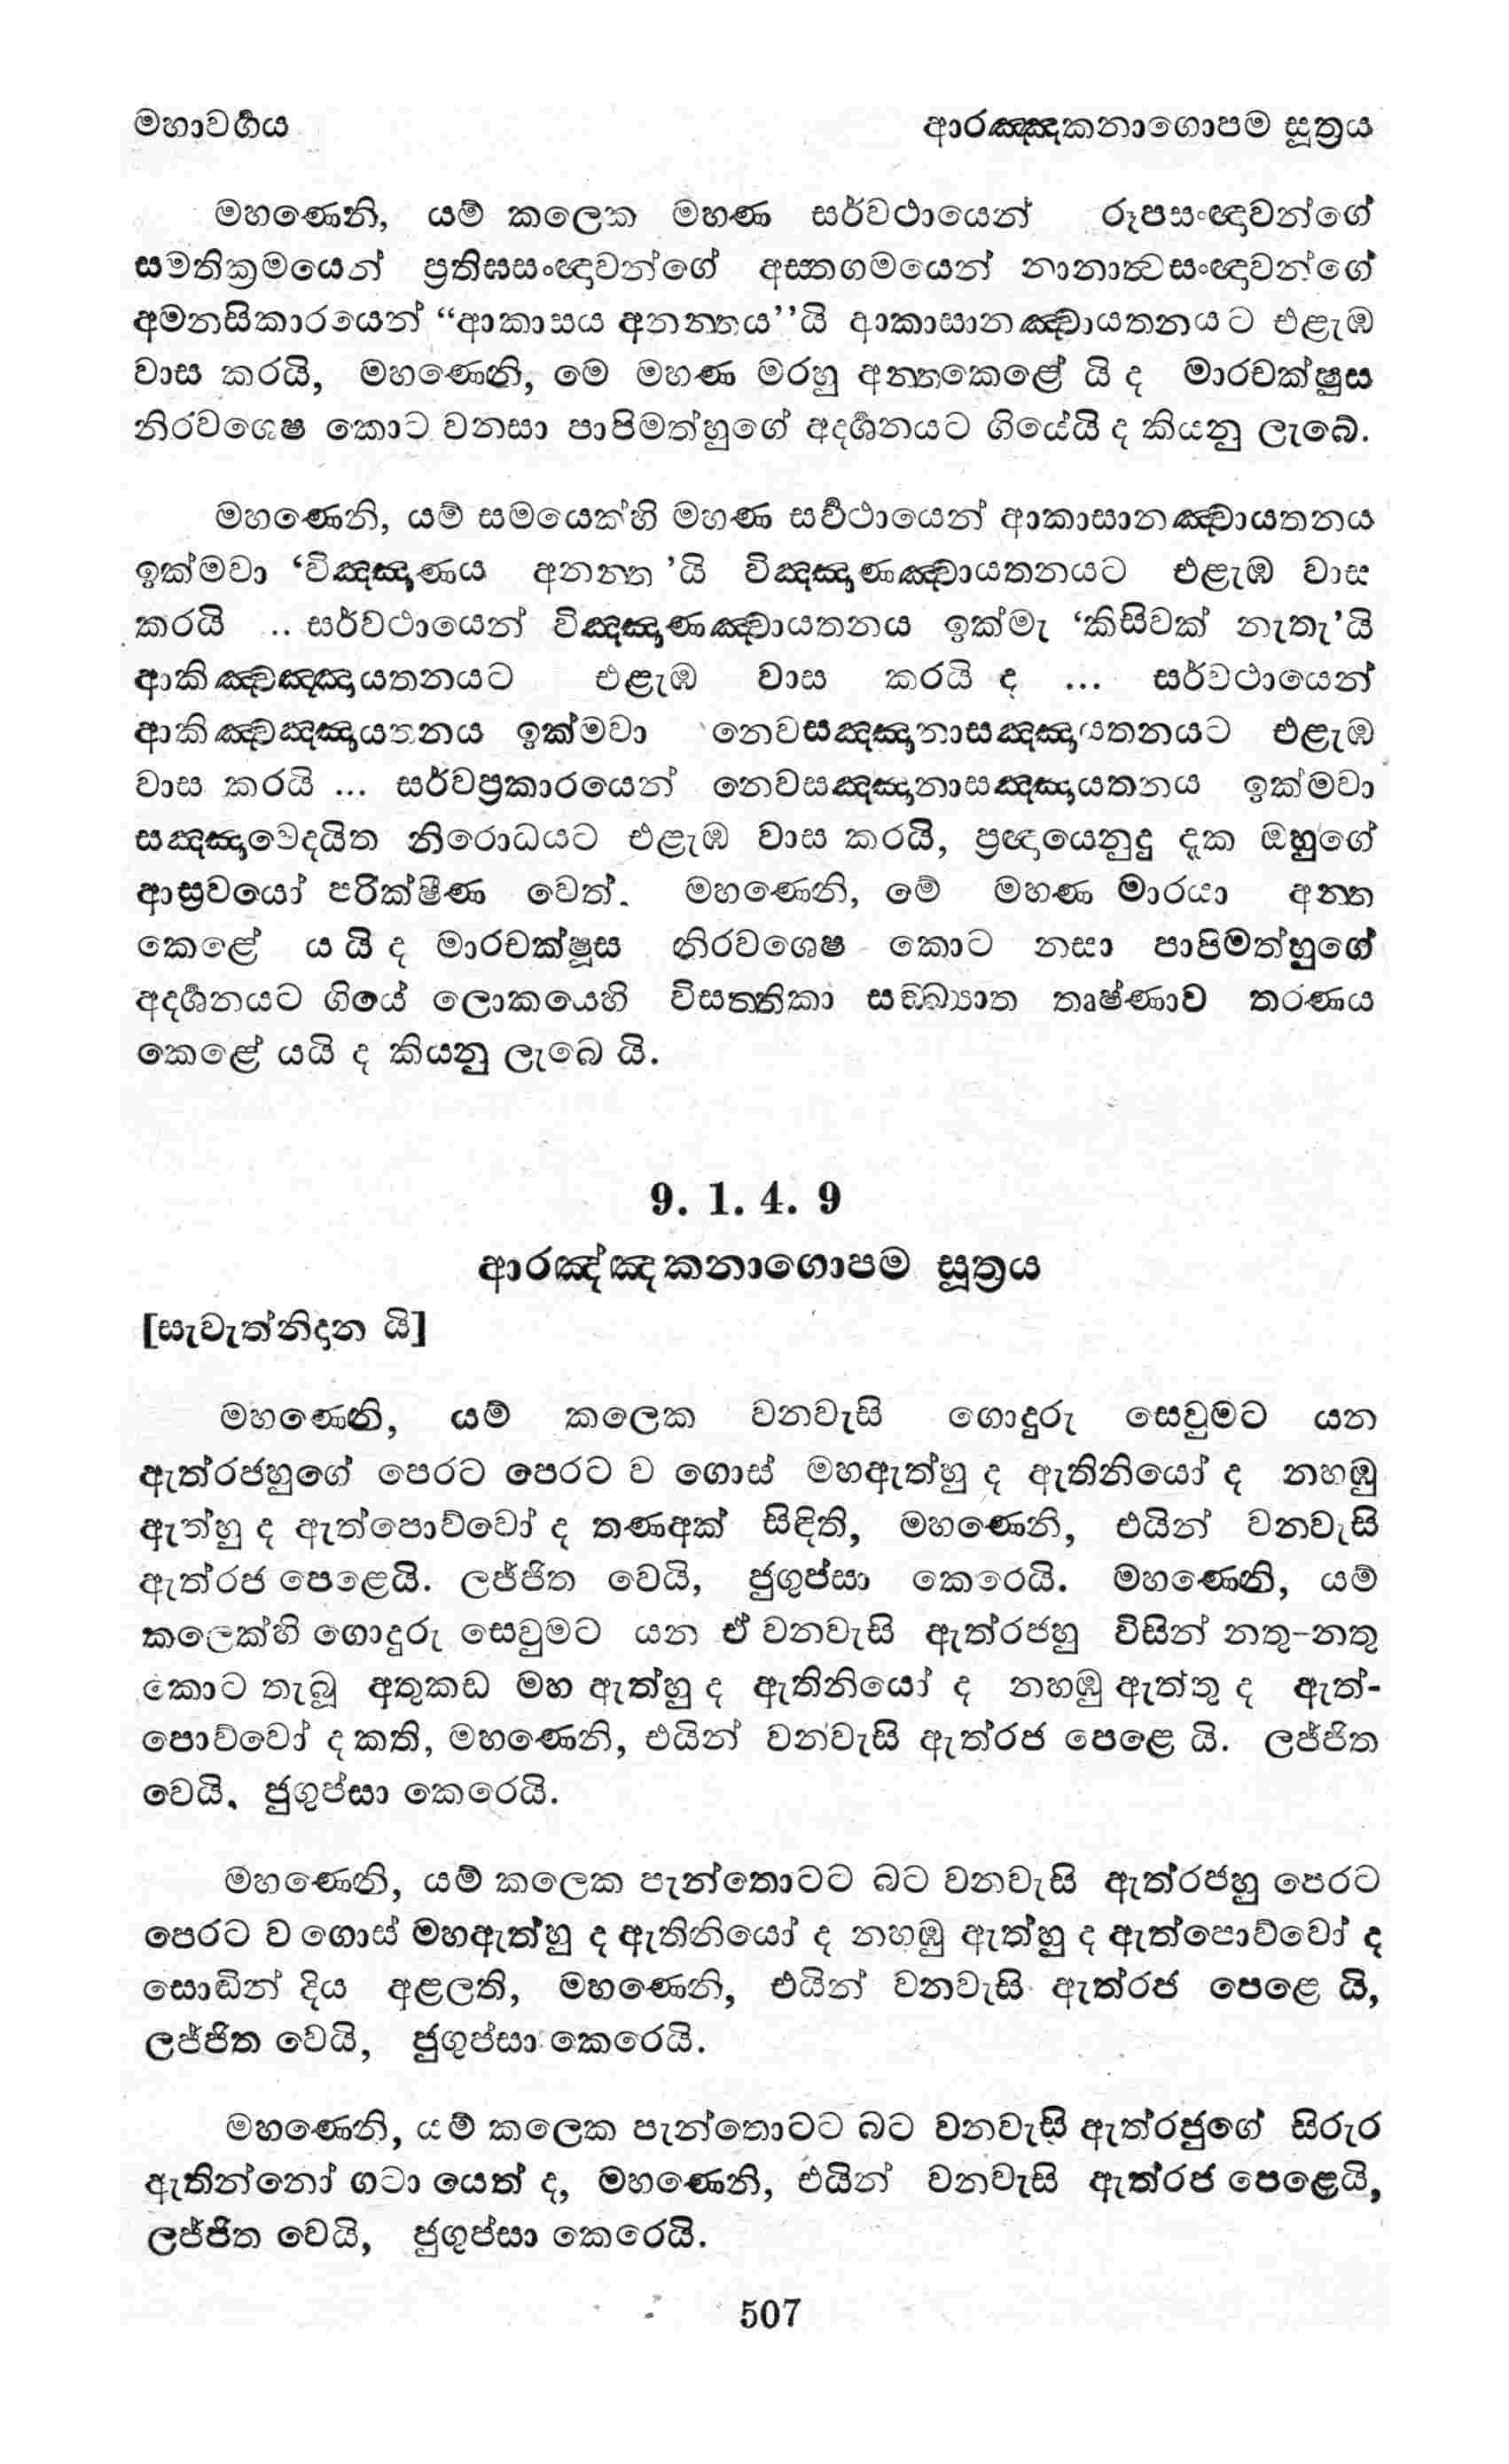 මහාවර්‍ගය ආරඤ්ඤකනාගොපම සූත්‍රය
මහණෙනි, යම් කලෙක මහණ සර්වථායෙන් රූපසංඥාවන්ගේ
සමතික්‍රමයෙන් ප්‍රතිඝසංඥාවන්ගේ අස්තගමයෙන් නානාත්‍වසංඥාවන්ගේ
අමනසිකාරයෙන් “ආකාසය අනන්තය”යි ආකාසානඤ්චායතනයට එළැඹ
වාස කරයි, මහණෙනි, මෙ මහණ මරහු අන්තකෙළේ යි ද මාරචක්ෂුස
නිරවශෙෂ කොට වනසා පාපිමත්හුගේ අදර්‍ශනයට ගියේයි ද කියනු ලැබේ.
මහණෙනි, යම් සමයෙක්හි මහණ සර්‍වථායෙන් ආකාසානඤ්චායතනය
ඉක්මවා ‘විඤ්ඤාණය අනන්ත’යි විඤ්ඤාණඤ්චායතනයට එළැඹ වාස
කරයි .. සර්වථායෙන් විඤ්ඤාණඤ්චායතනය ඉක්මැ ‘කිසිවක් නැතැ’යි
ආකිඤ්චඤ්ඤායතනයට එළැඹ වාස කරයි ද ... සර්වථායෙන්
ආකිඤ්චඤ්ඤායතනය ඉක්මවා නෙවසඤ්ඤානාසඤ්ඤායතනයට එළැඹ
වාස කරයි ... සර්වප්‍රකාරයෙන් නෙවසඤ්ඤානාසඤ්ඤායතනය ඉක්මවා
සඤ්ඤාවෙදයිත නිරොධයට එළැඹ වාස කරයි, ප්‍රඥායෙනුදු දැක ඔහුගේ
ආස්‍රවයෝ පරික්ෂීණ වෙත්. මහණෙනි, මේ මහණ මාරයා අන්ත
කෙළේ ය යි ද මාරචක්ෂූස නිරවශෙෂ කොට නසා පාපිමත්හුගේ
අදර්‍ශනයට ගියේ ලොකයෙහි විසත්තිකා සඞ්ඛ්‍යාත තෘෂ්ණාව තරණය
කෙළේ යයි ද කියනු ලැබෙ යි.
9. 1. 4. 9
ආරඤ්ඤකනාගොපම සූත්‍රය
[සැවැත්නිදාන යි]
මහණෙනි, යම් කලෙක වනවැසි ගොදුරු සෙවුමට යන
ඇත්රජහුගේ පෙරට පෙරට ව ගොස් මහඇත්හු ද ඇතිනියෝ ද නහඹු
ඇත්හු ද ඇත්පොව්වෝ ද තණඅක් සිඳිති, මහණෙනි, එයින් වනවැසි
ඇත්රජ පෙළෙයි. ලජ්ජිත වෙයි, ජුගුප්සා කෙරෙයි. මහණෙනි, යම්
කලෙක්හි ගොදුරු සෙවුමට යන ඒ වනවැසි ඇත්රජහු විසින් නතු-නතු
කොට තැබූ අතුකඩ මහ ඇත්හු ද ඇතිනියෝ ද නහඹු ඇත්තු ද ඇත්-
පොව්වෝ ද කති, මහණෙනි, එයින් වනවැසි ඇත්රජ පෙළෙ යි. ලජ්ජිත
වෙයි, ජුගුප්සා කෙරෙයි.
මහණෙනි, යම් කලෙක පැන්තොටට බට වනවැසි ඇත්රජහු පෙරට
පෙරට ව ගොස් මහඇත්හු ද ඇතිනියෝ ද නහඹු ඇත්හු ද ඇත්පොව්වෝ ද
සොඬින් දිය අළලති, මහණෙනි, එයින් වනවැසි ඇත්රජ පෙළෙ යි,
ලජ්ජිත වෙයි, ජුගුප්සා කෙරෙයි.
මහණෙනි, යම් කලෙක පැන්තොටට බට වනවැසි ඇත්රජුගේ සිරුර
ඇතින්නෝ ගටා යෙත් ද, මහණෙනි, එයින් වනවැසි ඇත්රජ පෙළෙයි,
ලජ්ජිත වෙයි, ජුගුප්සා කෙරෙයි.
507